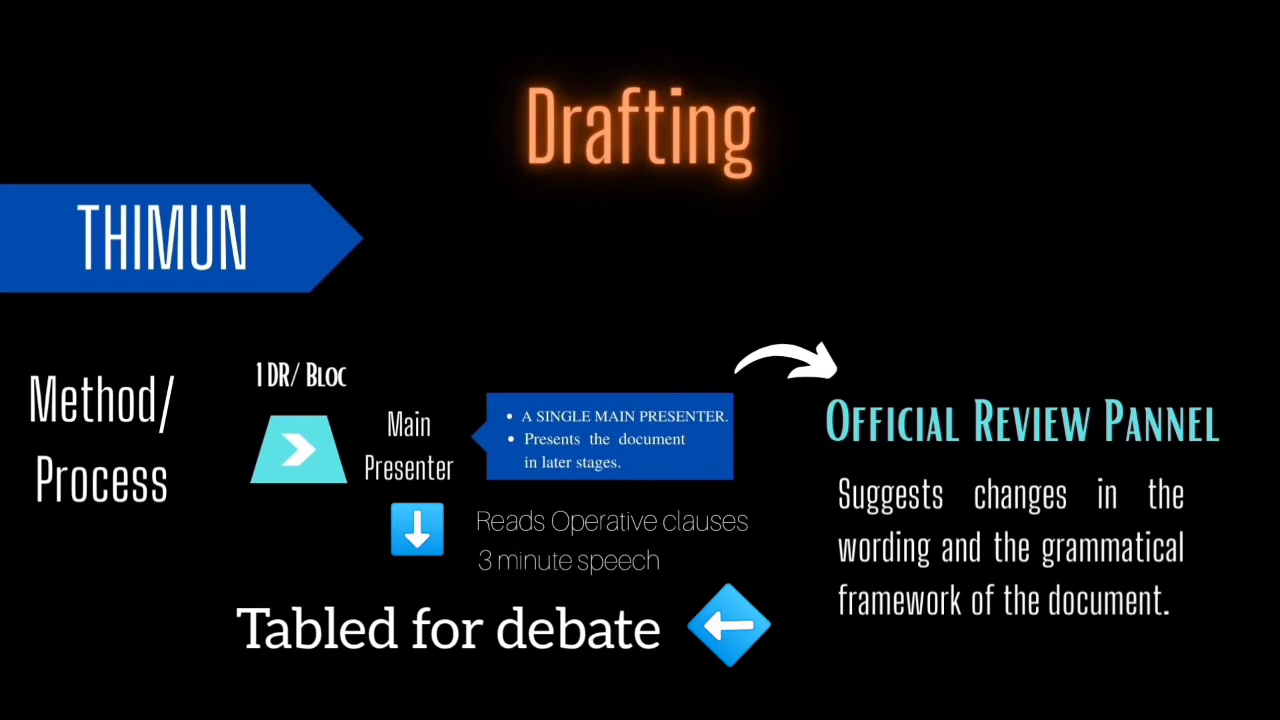 Drafting
THIMUN
Method/
Process
1 DR/ BLOC
Main
Presenter
• A SINGLE MAIN PRESENTER.
• Presents the document
in later stages.
OFFICIAL REVIEW PANNEL
Suggests changes in the
wording and the grammatical
framework of the document.
Reads Operative clauses
3 minute speech
Tabled for debate